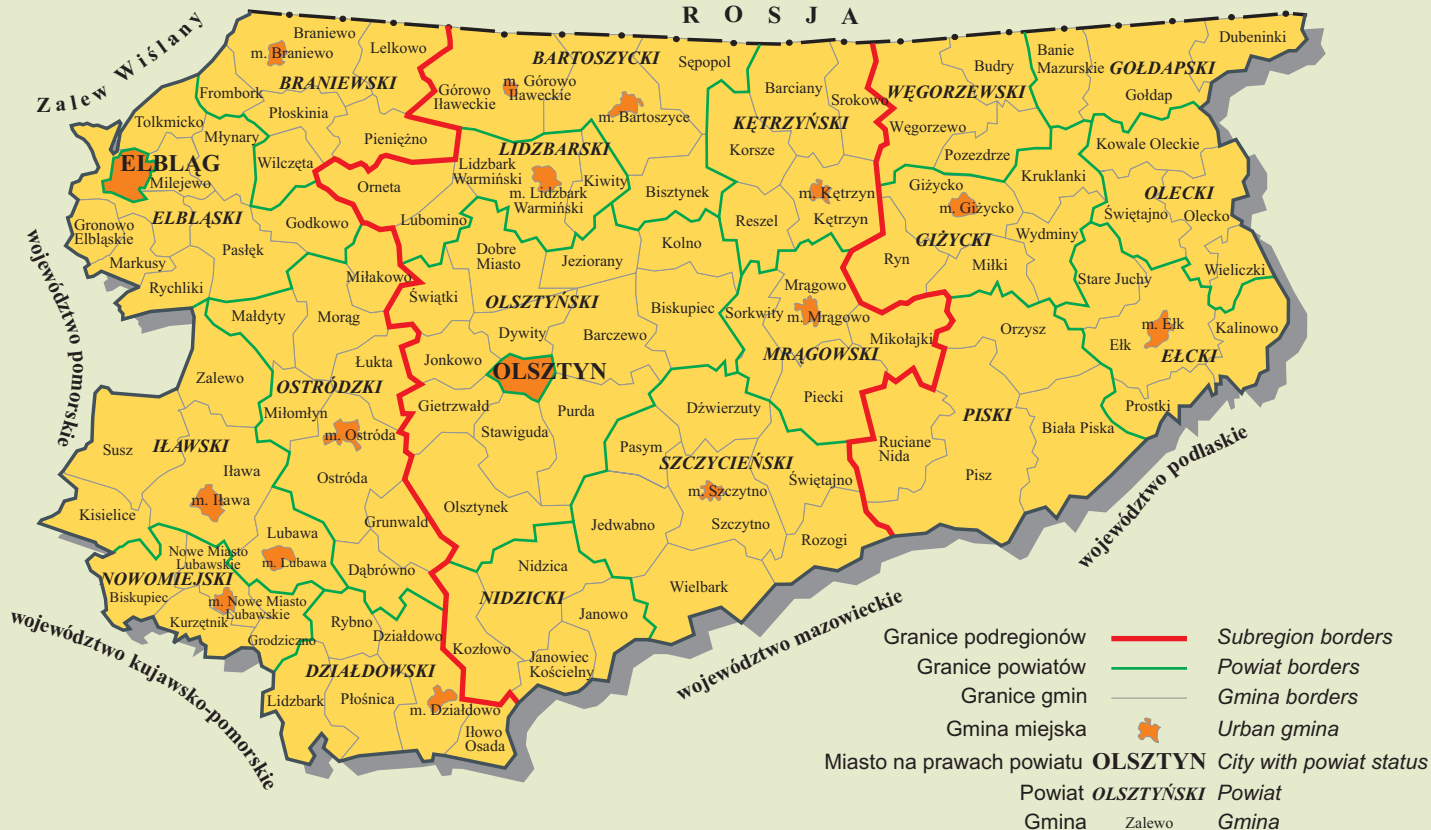 R O S J A
Zalew Wiślany
województwo pomorskie
województwo kujawsko-pomorskie
województwo mazowieckie
województwo podlaskie
Braniewo
m. Braniewo
Lelkowo
BRANIEWSKI
Frombork
Płoskinia
Pieniężno
Wilczęta
Tolkmicko
Młynary
ELBLĄG
Milejewo
ELBLĄSKI
Gronowo
Elbląskie
Markusy
Rychliki
Pasłęk
Godkowo
BARTOSZYCKI
Sępopol
Górowo
Iławeckie
m. Górowo
Iławeckie
m. Bartoszyce
Bisztynek
LIDZBARSKI
Lidzbark
Warmiński
m. Lidzbark
Warmiński
Kiwity
Orneta
Lubomino
KĘTRZYŃSKI
Barciany
Srokowo
Korsze
m. Kętrzyn
Kętrzyn
Reszel
WĘGORZEWSKI
Budry
Węgorzewo
Pozezdrze
GOŁDAPSKI
Banie
Mazurskie
Dubeninki
Gołdap
OLECKI
Kowale Oleckie
Świętajno
Olecko
Wieliczki
GIŻYCKI
Giżycko
m. Giżycko
Kruklanki
Wydminy
Ryn
Miłki
EŁCKI
Stare Juchy
m. Ełk
Ełk
Kalinowo
Prostki
PISKI
Orzysz
Biała Piska
Ruciane
Nida
Pisz
MRĄGOWSKI
Mrągowo
m. Mrągowo
Sorkwity
Mikołajki
Piecki
OLSZTYŃSKI
Dobre
Miasto
Jeziorany
Kolno
Świątki
Dywity
Barczewo
Biskupiec
Jonkowo
OLSZTYN
Gietrzwałd
Stawiguda
Purda
Olsztynek
OSTRÓDZKI
Miłakowo
Małdyty
Morąg
Łukta
Miłomłyn
m. Ostróda
Ostróda
Grunwald
Dąbrówno
IŁAWSKI
Zalewo
Susz
Iława
m. Iława
Kisielice
Lubawa
m. Lubawa
NOWOMIEJSKI
Nowe Miasto
Lubawskie
Biskupiec
m. Nowe Miasto
Lubawskie
Kurzętnik
Grodziczno
DZIAŁDOWSKI
Rybno
Działdowo
Lidzbark
Płośnica
m. Działdowo
Iłowo
Osada
NIDZICKI
Nidzica
Janowo
Kozłowo
Janowiec
Kościelny
SZCZYCIEŃSKI
Dźwierzuty
Pasym
m. Szczytno
Szczytno
Świętajno
Jedwabno
Rozogi
Wielbark
Granice podregionów Subregion borders
Granice powiatów Powiat borders
Granice gmin Gmina borders
Gmina miejska Urban gmina
Miasto na prawach powiatu OLSZTYN City with powiat status
Powiat OLSZTYŃSKI Powiat
Gmina Zalewo Gmina